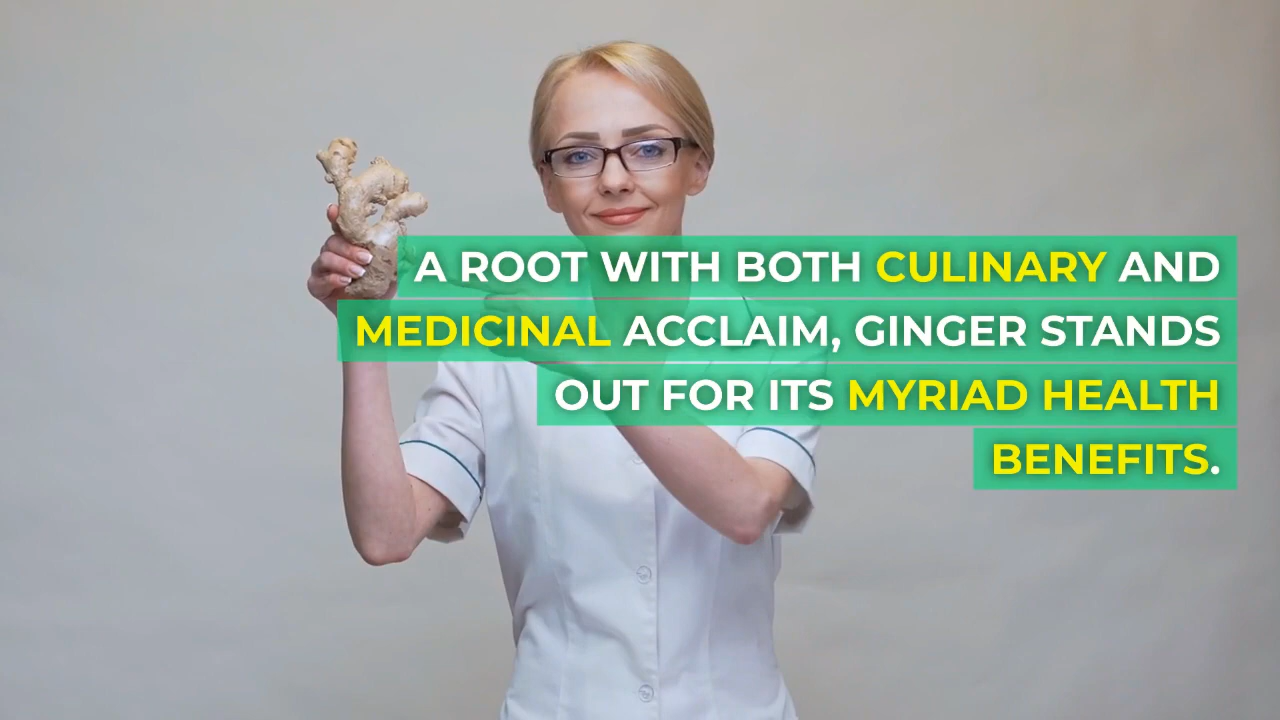 A ROOT WITH BOTH CULINARY AND
MEDICINAL ACCLAIM, GINGER STANDS
OUT FOR ITS MYRIAD HEALTH
BENEFITS.